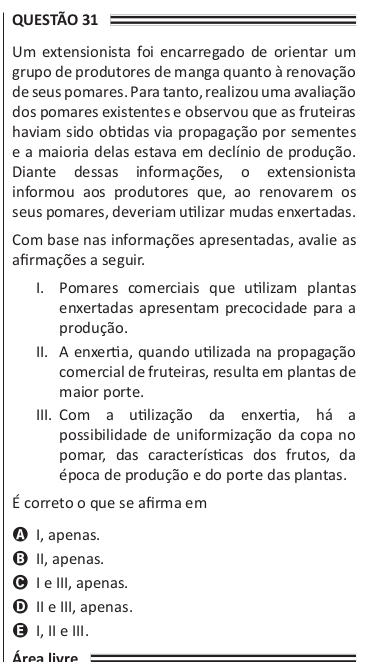 QUESTÃO 31
Um extensionista foi encarregado de orientar um
grupo de produtores de manga quanto à renovação
de seus pomares. Para tanto, realizou uma avaliação
dos pomares existentes e observou que as fruteiras
haviam sido obtidas via propagação por sementes
e a maioria delas estava em declínio de produção.
Diante dessas informações, o extensionista
informou aos produtores que, ao renovarem os
seus pomares, deveriam utilizar mudas enxertadas.
Com base nas informações apresentadas, avalie as
afirmações a seguir.
I. Pomares comerciais que utilizam plantas
enxertadas apresentam precocidade para a
produção.
II. A enxertia, quando utilizada na propagação
comercial de fruteiras, resulta em plantas de
maior porte.
III. Com a utilização da enxertia, há a
possibilidade de uniformização da copa no
pomar, das características dos frutos, da
época de produção e do porte das plantas.
É correto o que se afirma em
A I, apenas.
B II, apenas.
C I e III, apenas.
D II e III, apenas.
E I, II e III.
Área livre